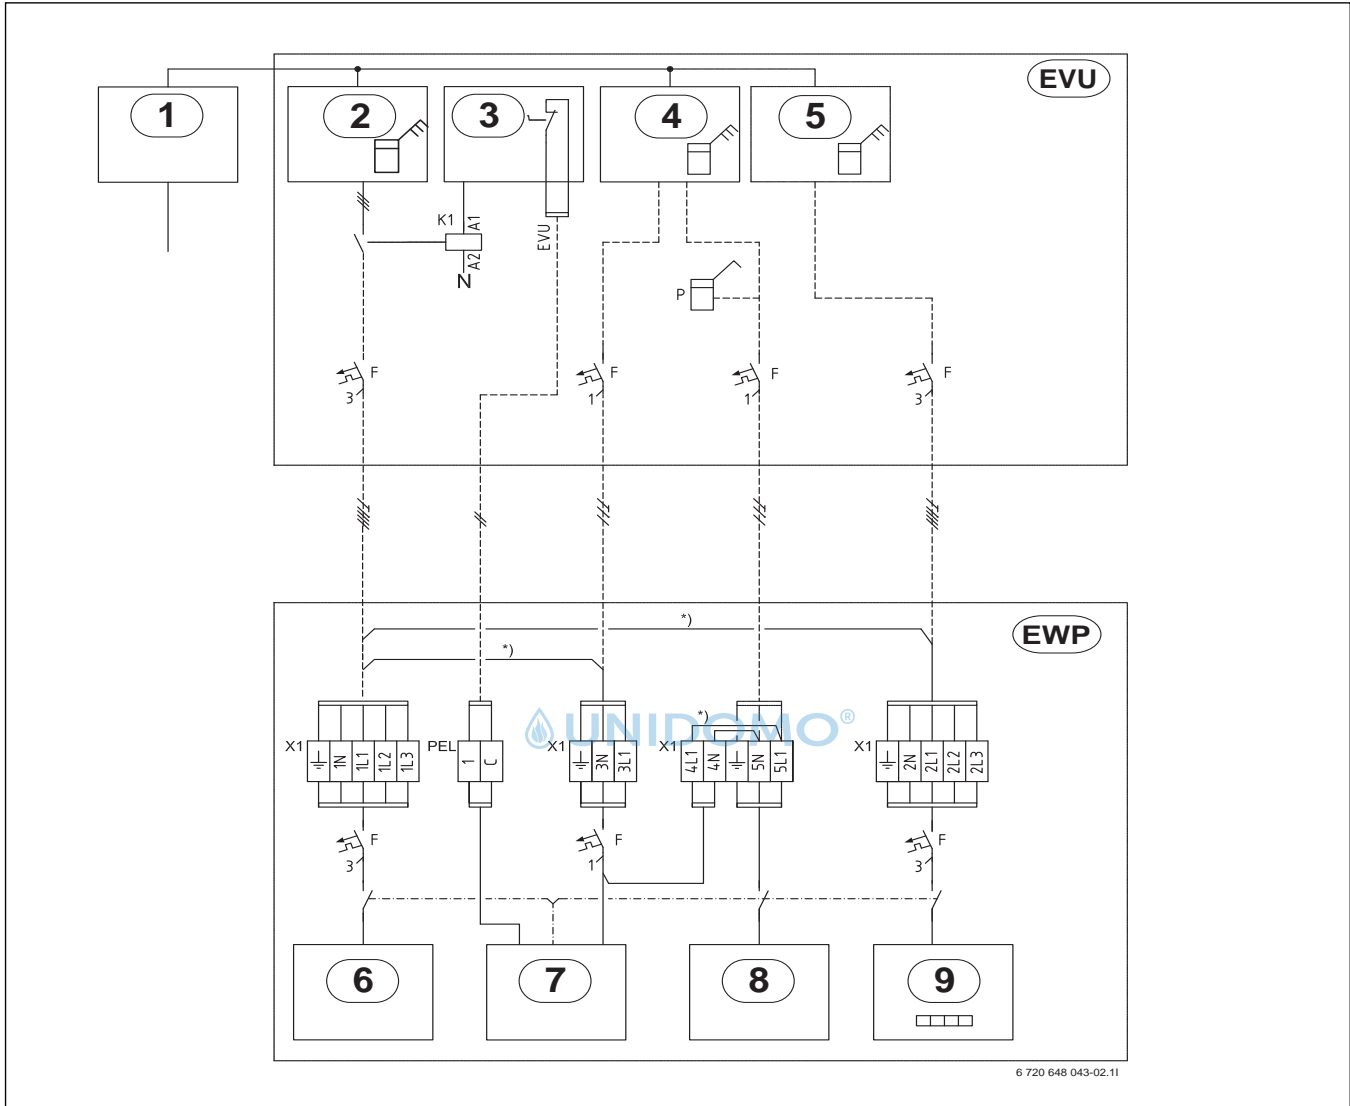 EVU
1
2
3
4
5
K1
A1
A2
N
EVU
P
F
3
F
1
F
1
F
3
EWP
*)
*)
UNIDOMO®
*)
X1
1N
1L1
1L2
1L3
PEL
1
C
X1
3N
3L1
X1
4L1
4N
5N
5L1
X1
2N
2L1
2L2
2L3
F
3
F
1
F
3
6
7
8
9
6 720 648 043-02.1I